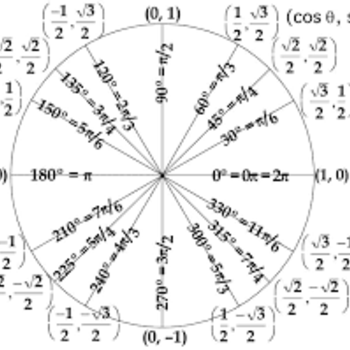 (-1/2, √3/2)
(0, 1)
(1/2, √3/2)
(cos θ, s
√2/2, √2/2)
(√2/2, √2/2)
1/2)
(√3/2, 1/2)
120° = 2π/3
90° = π/2
60° = π/3
135° = 3π/4
45° = π/4
150° = 5π/6
30° = π/6
0)
180° = π
0° = 0π = 2π
(1, 0)
210° = 7π/6
330° = 11π/6
225° = 5π/4
315° = 7π/4
240° = 4π/3
270° = 3π/2
300° = 5π/3
-1/2)
(√3/2, -1
2, -√2/2)
(√2/2, -√2/2)
(-1/2, -√3/2)
(0, -1)
(1/2, -√3/2)